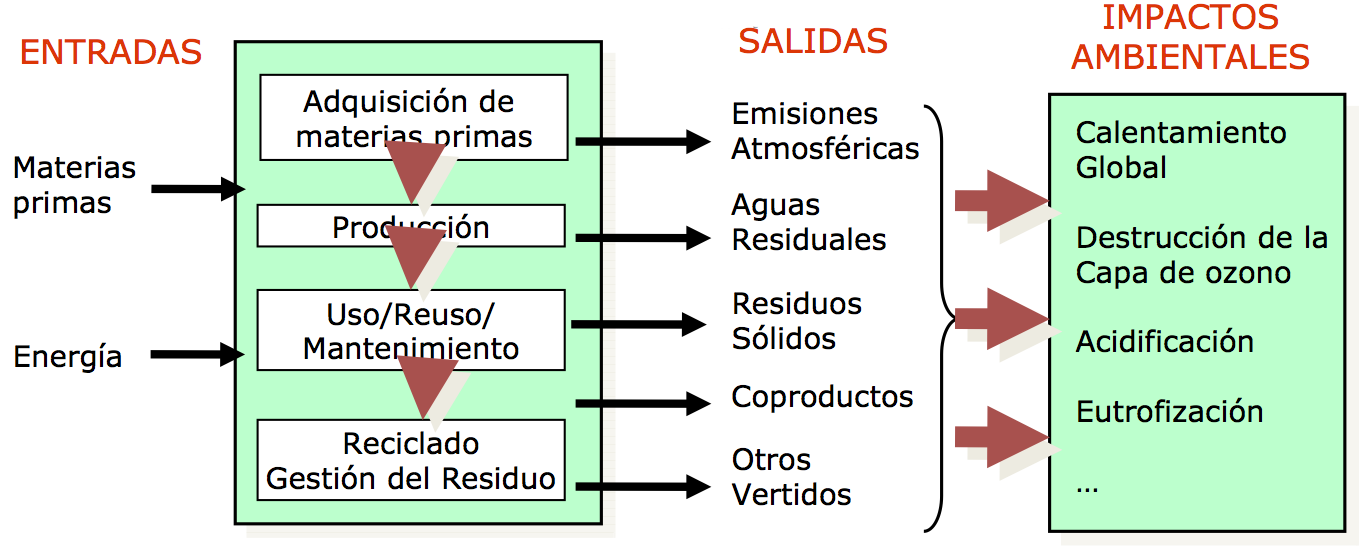 ENTRADAS
Materias
primas
Energía
Adquisición de
materias primas
Producción
Uso/Reuso/
Mantenimiento
Reciclado
Gestión del Residuo
SALIDAS
Emisiones
Atmosféricas
Aguas
Residuales
Residuos
Sólidos
Coproductos
Otros
Vertidos
IMPACTOS
AMBIENTALES
Calentamiento
Global
Destrucción de la
Capa de ozono
Acidificación
Eutrofización
...